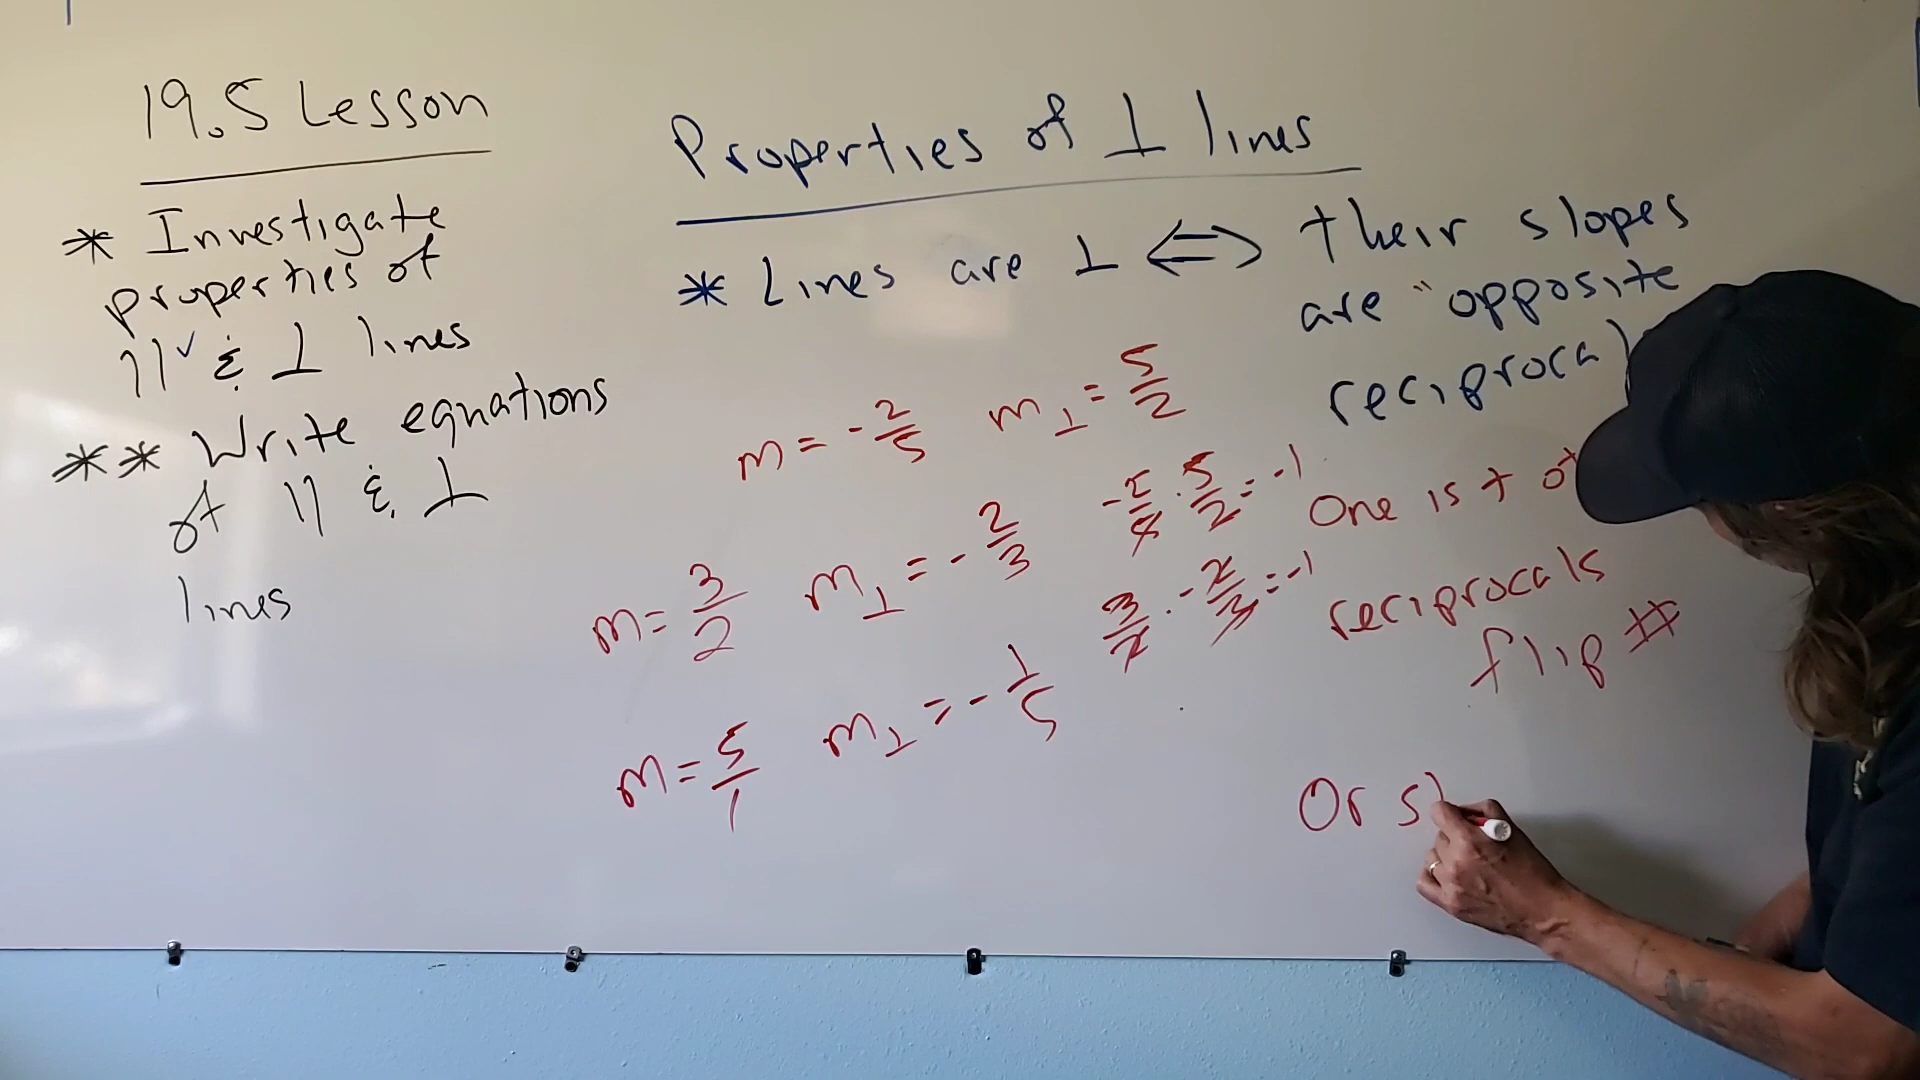 19.5 Lesson
* Investigate
properties of
|| ✓ & ⊥ lines
** Write equations
of || & ⊥
lines
Properties of ⊥ lines
* Lines are ⊥ <=> their slopes
are "opposite
reciprocal
m = -2/5 m⊥ = 5/2
-2/5 · 5/2 = -1
m = 3/2 m⊥ = -2/3
3/2 · -2/3 = -1
m = 5/1 m⊥ = -1/5
One is +
reciprocals
flip #
Or